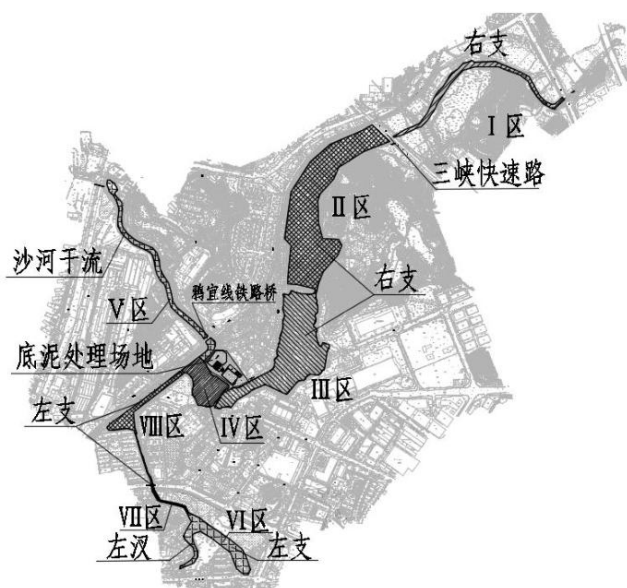 右支
I区
三峡快速路
II区
沙河干流
右支
鸦宜线铁路桥
V区
底泥处理场地
III区
左支
VIII区
IV区
VII区
VI区
左汊
左支